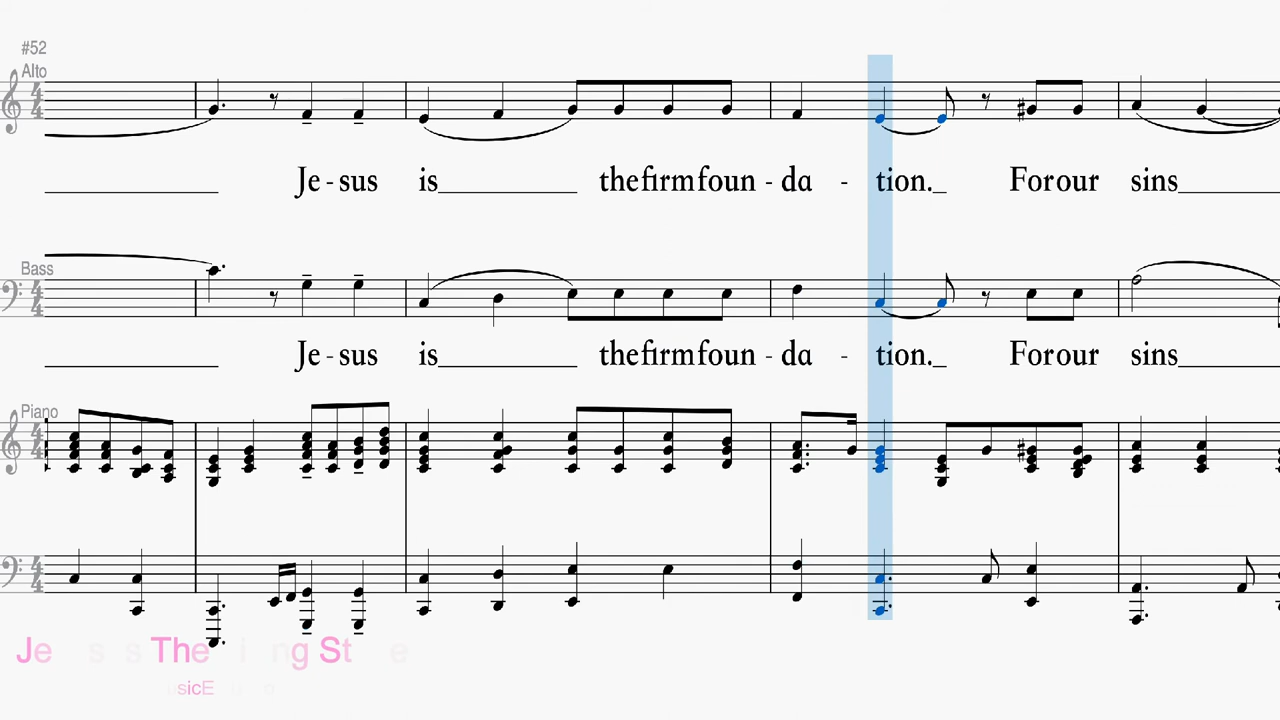 #52
Alto
Je - sus is the firm foun - da - tion. For our sins
Bass
Je - sus is the firm foun - da - tion. For our sins
Piano
The